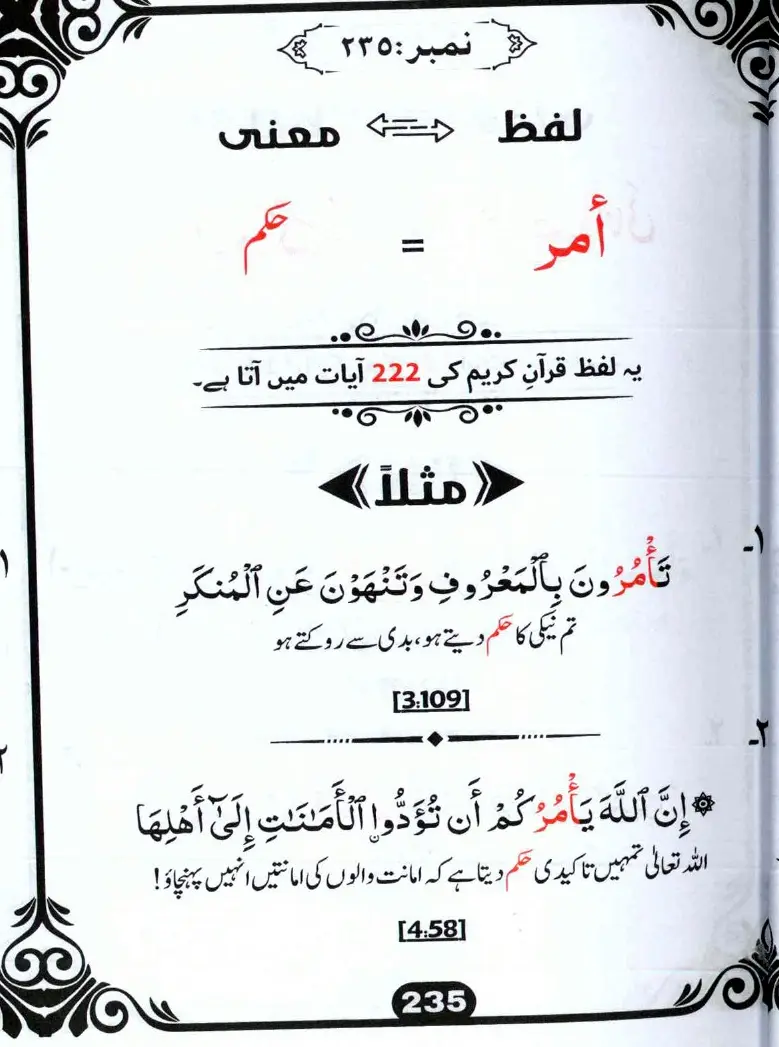 نمبر:۲۳۵
لفظ ⇐⇒ معنی
أمر = حکم
یہ لفظ قرآنِ کریم کی 222 آیات میں آتا ہے۔
مثلاً
تَأْمُرُونَ بِٱلْمَعْرُوفِ وَتَنْهَوْنَ عَنِ ٱلْمُنكَرِ
تم نیکی کا حکم دیتے ہو، بدی سے روکتے ہو
[3:109]
۞ إِنَّ ٱللَّهَ يَأْمُرُكُمْ أَن تُؤَدُّوا۟ ٱلْأَمَـٰنَـٰتِ إِلَىٰٓ أَهْلِهَا
اللہ تعالیٰ تمہیں تاکیدی حکم دیتا ہے کہ امانت والوں کی امانتیں انہیں پہنچاؤ!
[4:58]
235
۱۔
۲۔